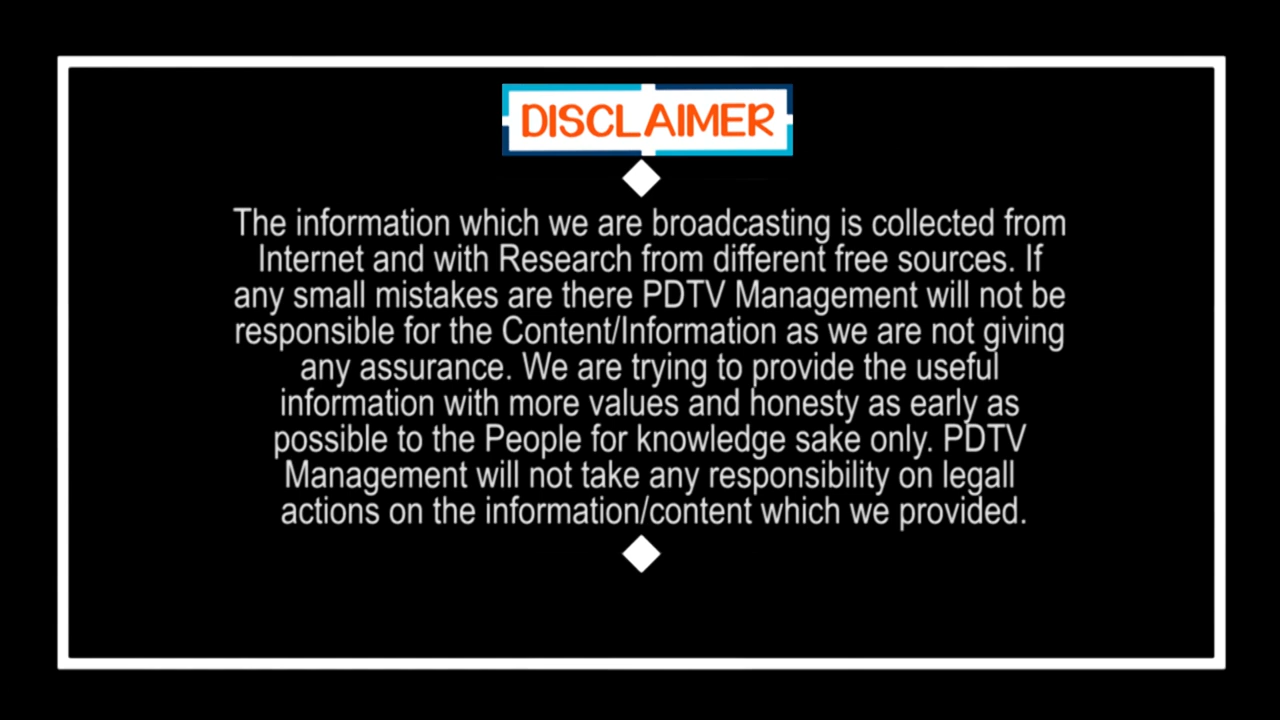 DISCLAIMER
The information which we are broadcasting is collected from
Internet and with Research from different free sources. If
any small mistakes are there PDTV Management will not be
responsible for the Content/Information as we are not giving
any assurance. We are trying to provide the useful
information with more values and honesty as early as
possible to the People for knowledge sake only. PDTV
Management will not take any responsibility on legall
actions on the information/content which we provided.